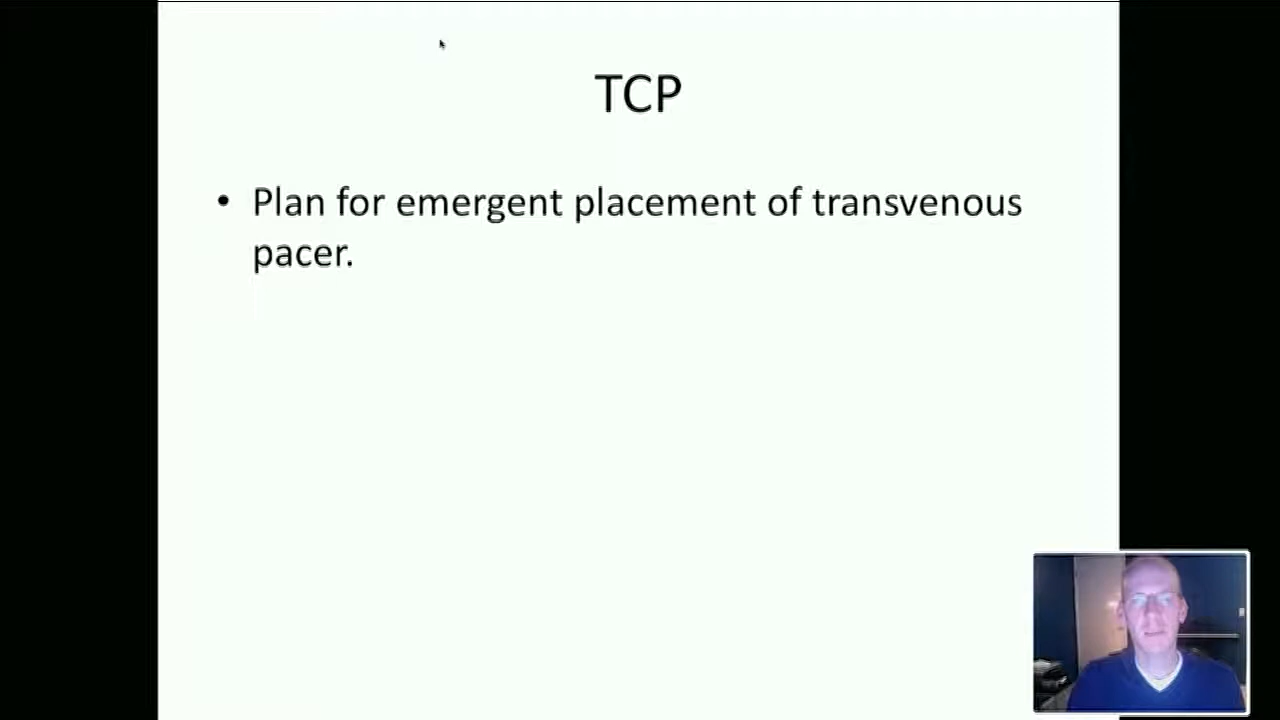 TCP
• Plan for emergent placement of transvenous
pacer.